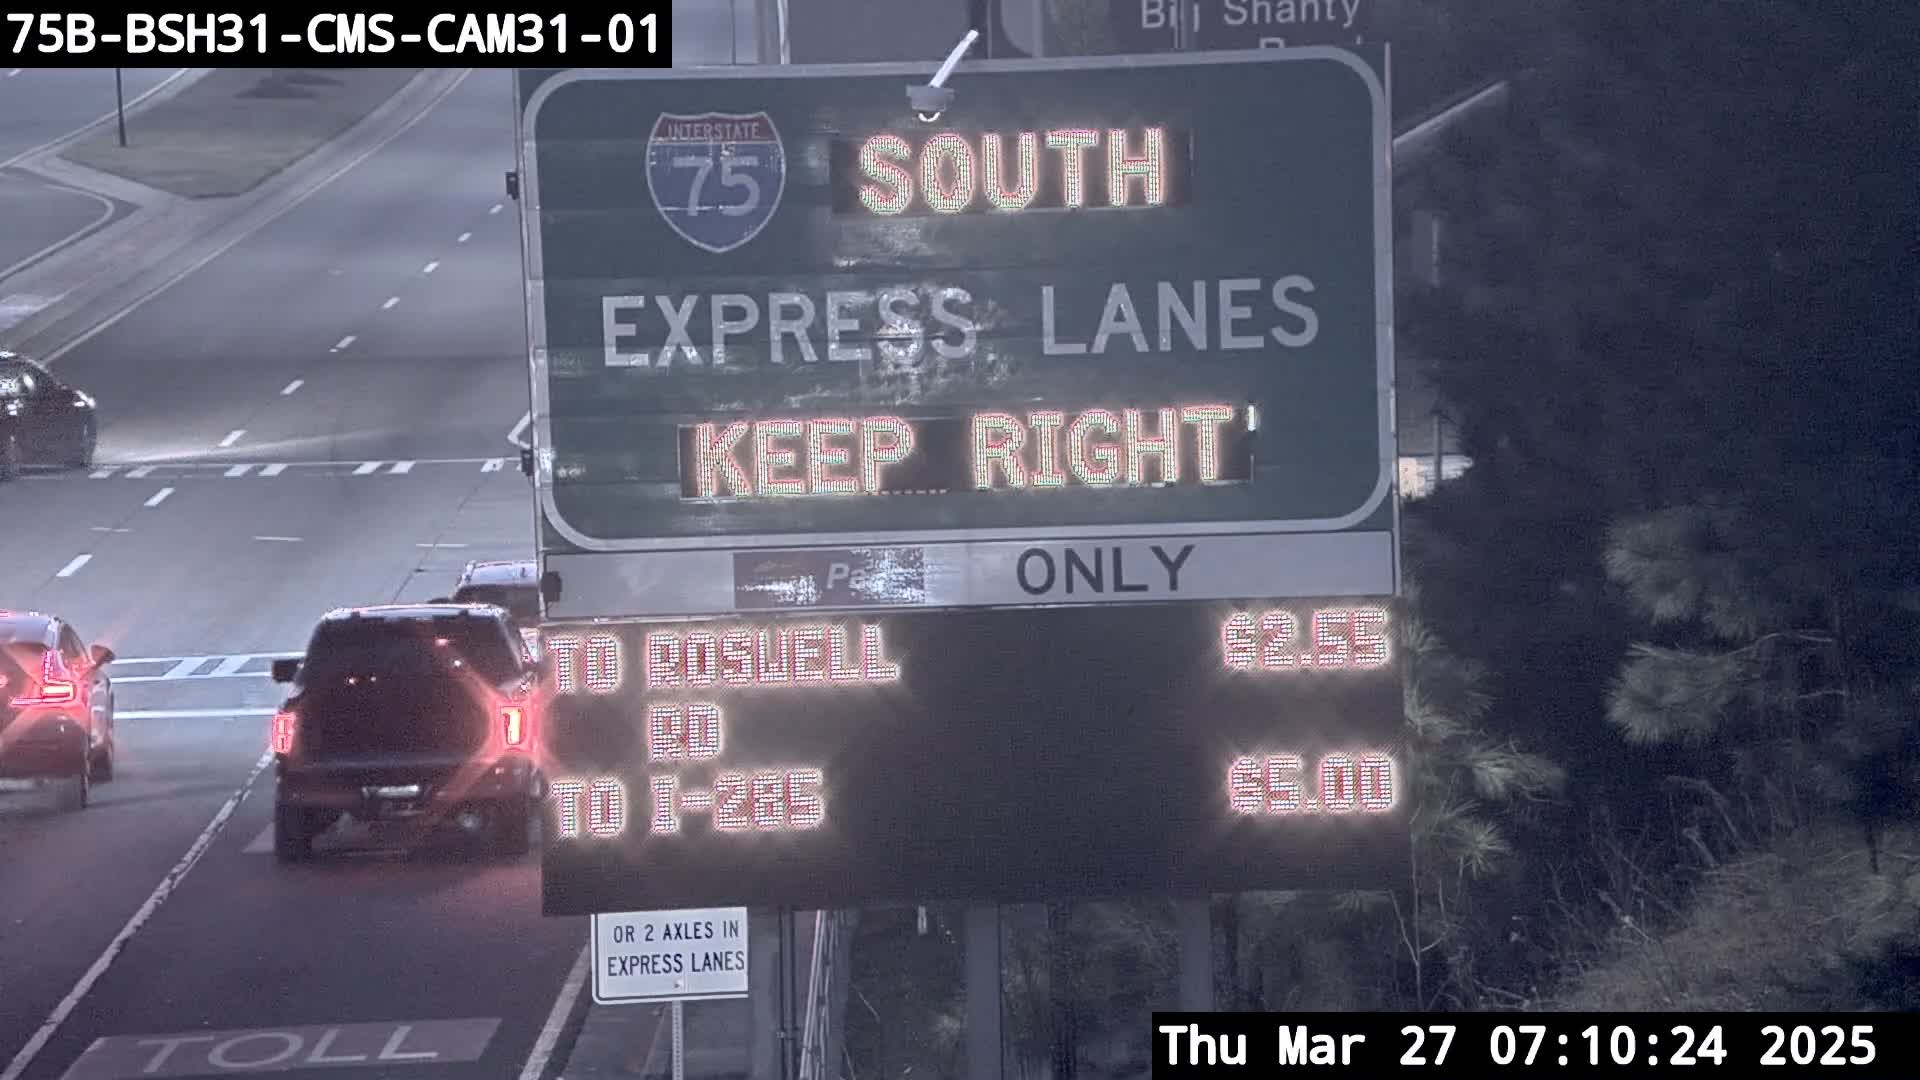 75B-BSH31-CMS-CAM31-01
Big Shanty
INTERSTATE
75
SOUTH
EXPRESS LANES
KEEP RIGHT
ONLY
TO ROSWELL $2.55
RD
TO I-285 $5.00
OR 2 AXLES IN
EXPRESS LANES
TOLL
Thu Mar 27 07:10:24 2025